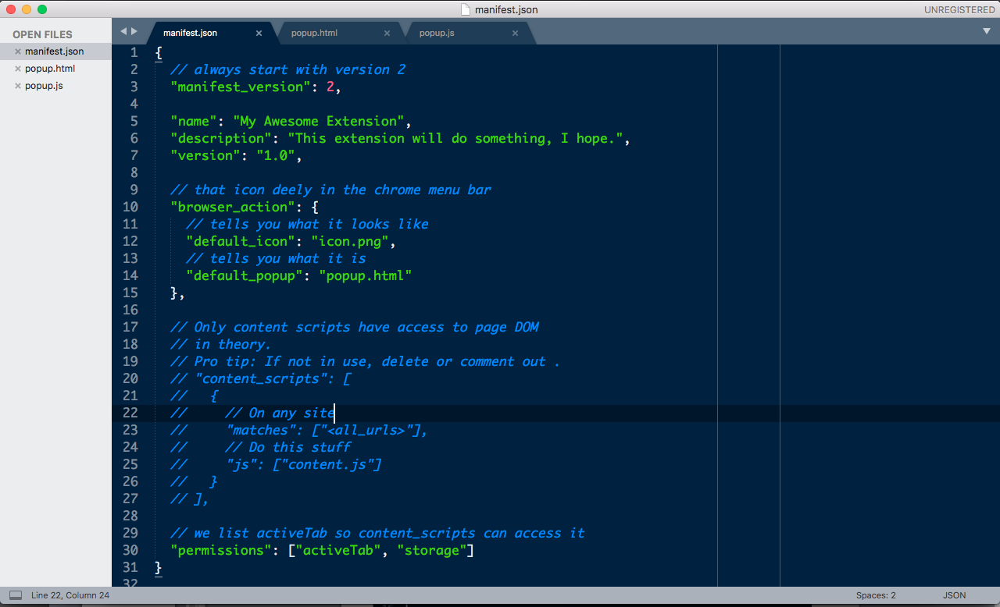 manifest.json
UNREGISTERED
OPEN FILES
manifest.json
popup.html
popup.js
manifest.json
popup.html
popup.js
1 {
2 // always start with version 2
3 "manifest_version": 2,
4
5 "name": "My Awesome Extension",
6 "description": "This extension will do something, I hope.",
7 "version": "1.0",
8
9 // that icon deely in the chrome menu bar
10 "browser_action": {
11 // tells you what it looks like
12 "default_icon": "icon.png",
13 // tells you what it is
14 "default_popup": "popup.html"
15 },
16
17 // Only content scripts have access to page DOM
18 // in theory.
19 // Pro tip: If not in use, delete or comment out .
20 // "content_scripts": [
21 // {
22 // // On any site
23 // "matches": ["<all_urls>"],
24 // // Do this stuff
25 // "js": ["content.js"]
26 // }
27 // ],
28
29 // we list activeTab so content_scripts can access it
30 "permissions": ["activeTab", "storage"]
31 }
32
Line 22, Column 24
Spaces: 2
JSON